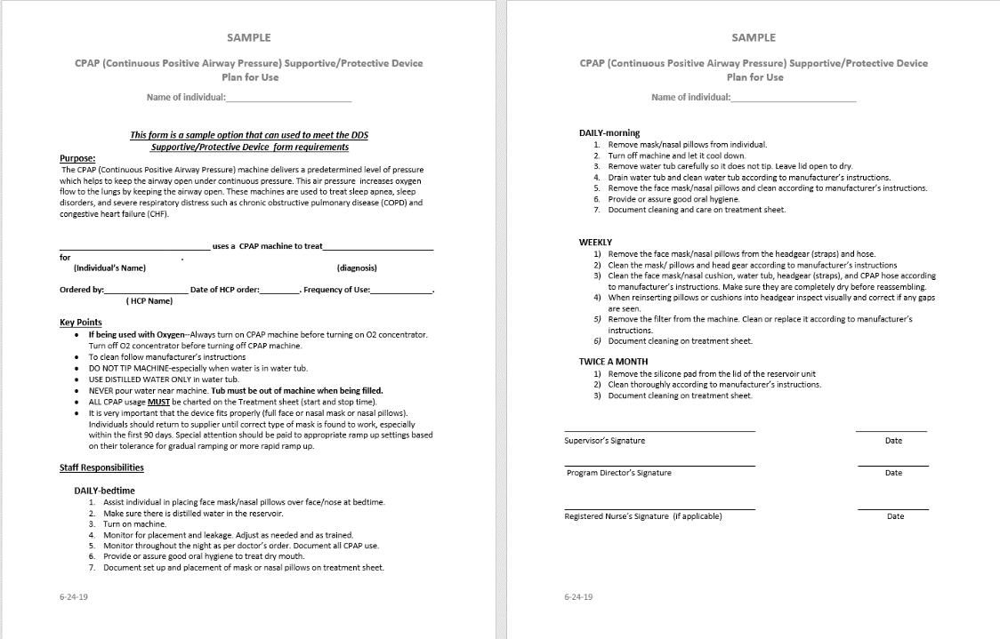 SAMPLE
CPAP (Continuous Positive Airway Pressure) Supportive/Protective Device
Plan for Use
Name of individual:___________________________
This form is a sample option that can used to meet the DDS
Supportive/Protective Device form requirements
Purpose:
The CPAP (Continuous Positive Airway Pressure) machine delivers a predetermined level of pressure
which helps to keep the airway open under continuous pressure. This air pressure increases oxygen
flow to the lungs by keeping the airway open. These machines are used to treat sleep apnea, sleep
disorders, and severe respiratory distress such as chronic obstructive pulmonary disease (COPD) and
congestive heart failure (CHF).
__________________________________ uses a CPAP machine to treat_________________________
for .
(Individual's Name) (diagnosis)
Ordered by:___________________ Date of HCP order:_________. Frequency of Use:______________.
( HCP Name)
Key Points
• If being used with Oxygen--Always turn on CPAP machine before turning on O2 concentrator.
Turn off O2 concentrator before turning off CPAP machine.
• To clean follow manufacturer's instructions
• DO NOT TIP MACHINE-especially when water is in water tub.
• USE DISTILLED WATER ONLY in water tub.
• NEVER pour water near machine. Tub must be out of machine when being filled.
• ALL CPAP usage MUST be charted on the Treatment sheet (start and stop time).
• It is very important that the device fits properly (full face or nasal mask or nasal pillows).
Individuals should return to supplier until correct type of mask is found to work, especially
within the first 90 days. Special attention should be paid to appropriate ramp up settings based
on their tolerance for gradual ramping or more rapid ramp up.
Staff Responsibilities
DAILY-bedtime
1. Assist individual in placing face mask/nasal pillows over face/nose at bedtime.
2. Make sure there is distilled water in the reservoir.
3. Turn on machine.
4. Monitor for placement and leakage. Adjust as needed and as trained.
5. Monitor throughout the night as per doctor's order. Document all CPAP use.
6. Provide or assure good oral hygiene to treat dry mouth.
7. Document set up and placement of mask or nasal pillows on treatment sheet.
6-24-19
SAMPLE
CPAP (Continuous Positive Airway Pressure) Supportive/Protective Device
Plan for Use
Name of individual:___________________________
DAILY-morning
1. Remove mask/nasal pillows from individual.
2. Turn off machine and let it cool down.
3. Remove water tub carefully so it does not tip. Leave lid open to dry.
4. Drain water tub and clean water tub according to manufacturer's instructions.
5. Remove the face mask/nasal pillows and clean according to manufacturer's instructions.
6. Provide or assure good oral hygiene.
7. Document cleaning and care on treatment sheet.
WEEKLY
1) Remove the face mask/nasal from the headgear (straps) and hose.
2) Clean the mask/ pillows and head gear according to manufacturer's instructions
3) Clean the face mask/nasal cushion, water tub, headgear (straps), and CPAP hose according
to manufacturer's instructions. Make sure they are completely dry before reassembling.
4) When reinserting pillows or cushions into headgear inspect visually and correct if any gaps
are seen.
5) Remove the filter from the machine. Clean or replace it according to manufacturer's
instructions.
6) Document cleaning on treatment sheet.
TWICE A MONTH
1) Remove the silicone pad from the lid of the reservoir unit
2) Clean thoroughly according to manufacturer's instructions.
3) Document cleaning on treatment sheet.
Supervisor's Signature Date
Program Director's Signature Date
Registered Nurse's Signature (if applicable) Date
6-24-19